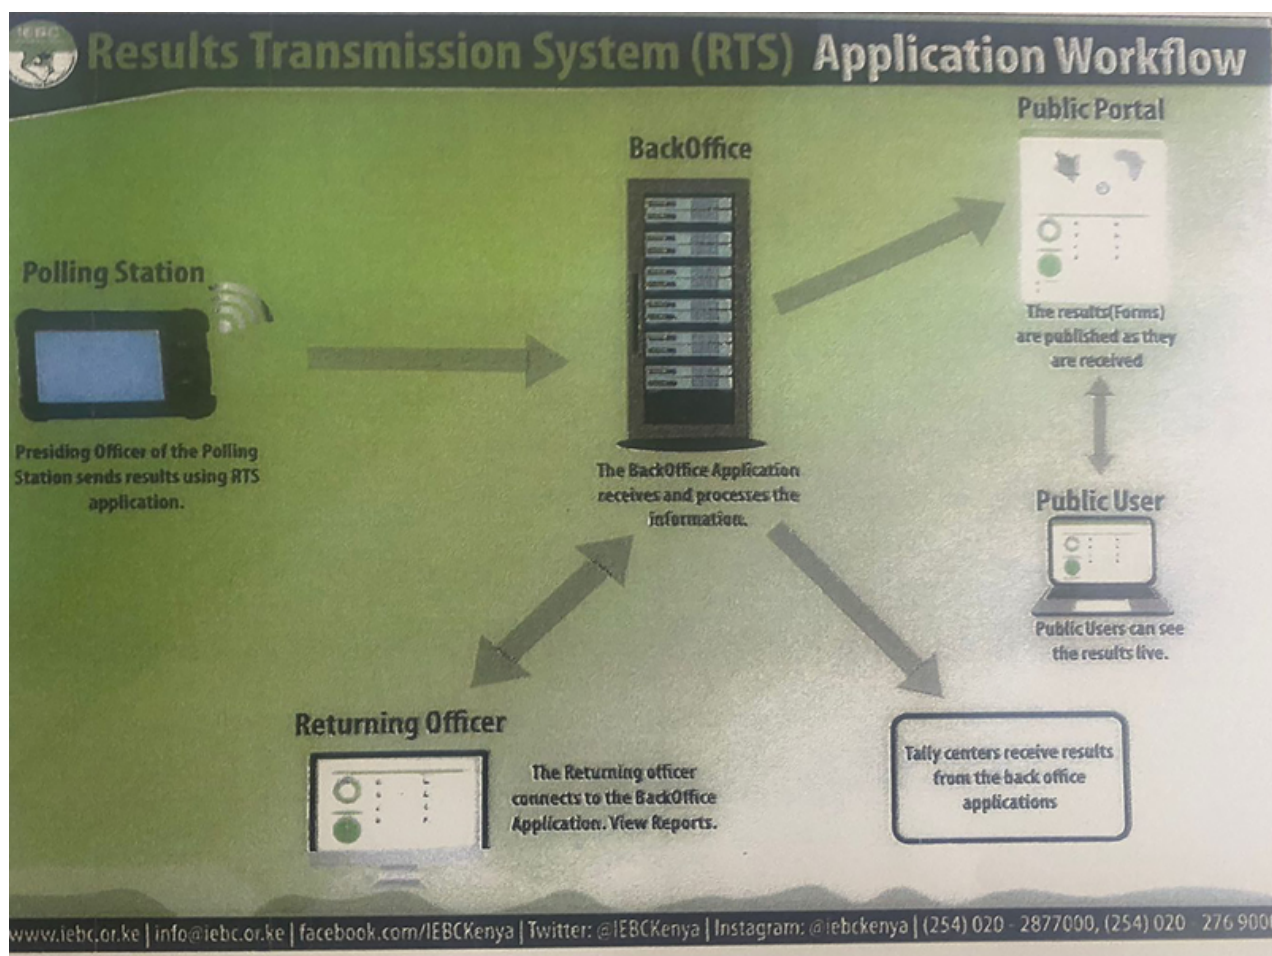 IEBC
Results Transmission System (RTS) Application Workflow
Public Portal
BackOffice
Polling Station
The results(Forms)
are published as they
are received
Presiding Officer of the Polling
Station sends results using RTS
application.
The BackOffice Application
receives and processes the
information.
Public User
Public Users can see
the results live.
Returning Officer
The Returning officer
connects to the BackOffice
Application. View Reports.
Tally centers receive results
from the back office
applications
www.iebc.or.ke | info@iebc.or.ke | facebook.com/IEBCKenya | Twitter: @IEBCKenya | Instagram: @iebckenya | (254) 020 - 2877000, (254) 020 - 276 900